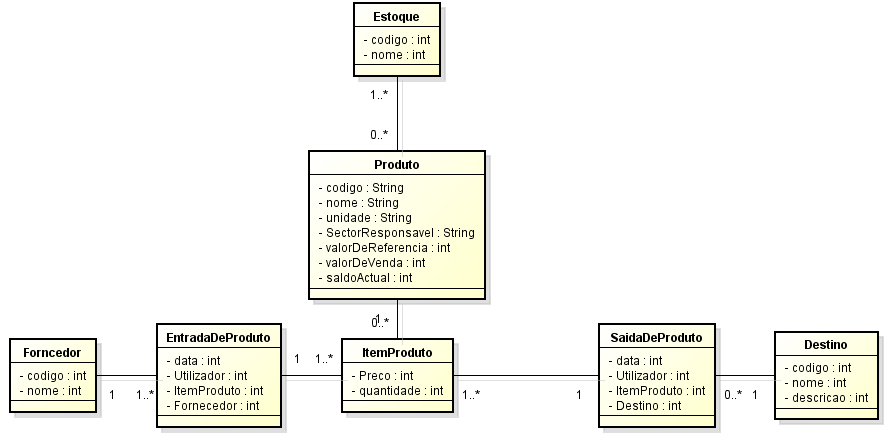 Estoque
- codigo : int
- nome : int
1..*
0..*
Produto
- codigo : String
- nome : String
- unidade : String
- SectorResponsavel : String
- valorDeReferencia : int
- valorDeVenda : int
- saldoActual : int
1
0..*
Forncedor
- codigo : int
- nome : int
1
1..*
EntradaDeProduto
- data : int
- Utilizador : int
- ItemProduto : int
- Fornecedor : int
1
1..*
ItemProduto
- Preco : int
- quantidade : int
1..*
1
SaidaDeProduto
- data : int
- Utilizador : int
- ItemProduto : int
- Destino : int
0..*
1
Destino
- codigo : int
- nome : int
- descricao : int